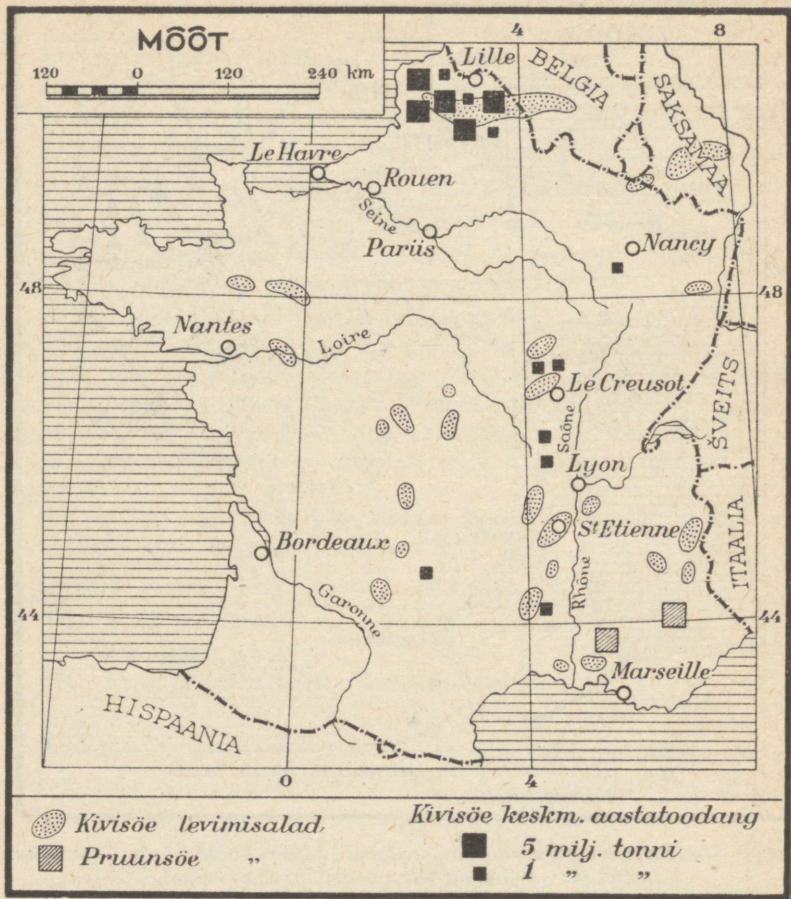 MÕÕT
120 0 120 240 km
4 8
Lille
BELGIA
SAKSAMAA
Le Havre
Rouen
Seine
Pariis
Nancy
48 48
Nantes
Loire
Le Creusot
Saône
ŠVEITS
Lyon
St Etienne
Bordeaux
ITAALIA
Garonne
Rhône
44 44
Marseille
HISPAANIA
0 4
Kivisöe levimisalad
Pruunsöe „
Kivisöe keskm. aastatoodang
5 milj. tonni
1 „ „